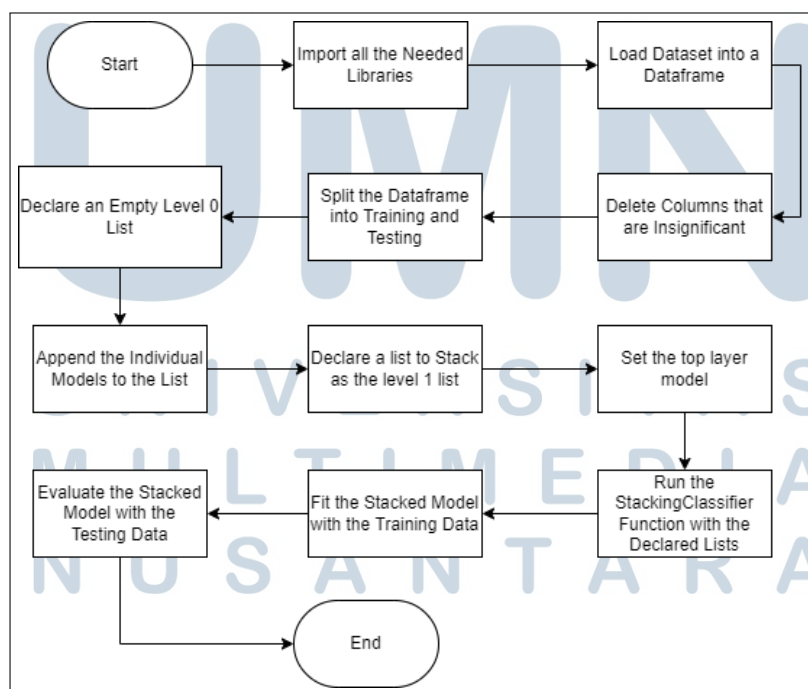 Start
Import all the Needed
Libraries
Load Dataset into a
Dataframe
Delete Columns that
are Insignificant
Split the Dataframe
into Training and
Testing
Declare an Empty Level 0
List
Append the Individual
Models to the List
Declare a list to Stack
as the level 1 list
Set the top layer
model
Run the
StackingClassifier
Function with the
Declared Lists
Fit the Stacked Model
with the Training Data
Evaluate the Stacked
Model with the
Testing Data
End
UMN
UNIVERSITAS
MULTIMEDIA
NUSANTARA